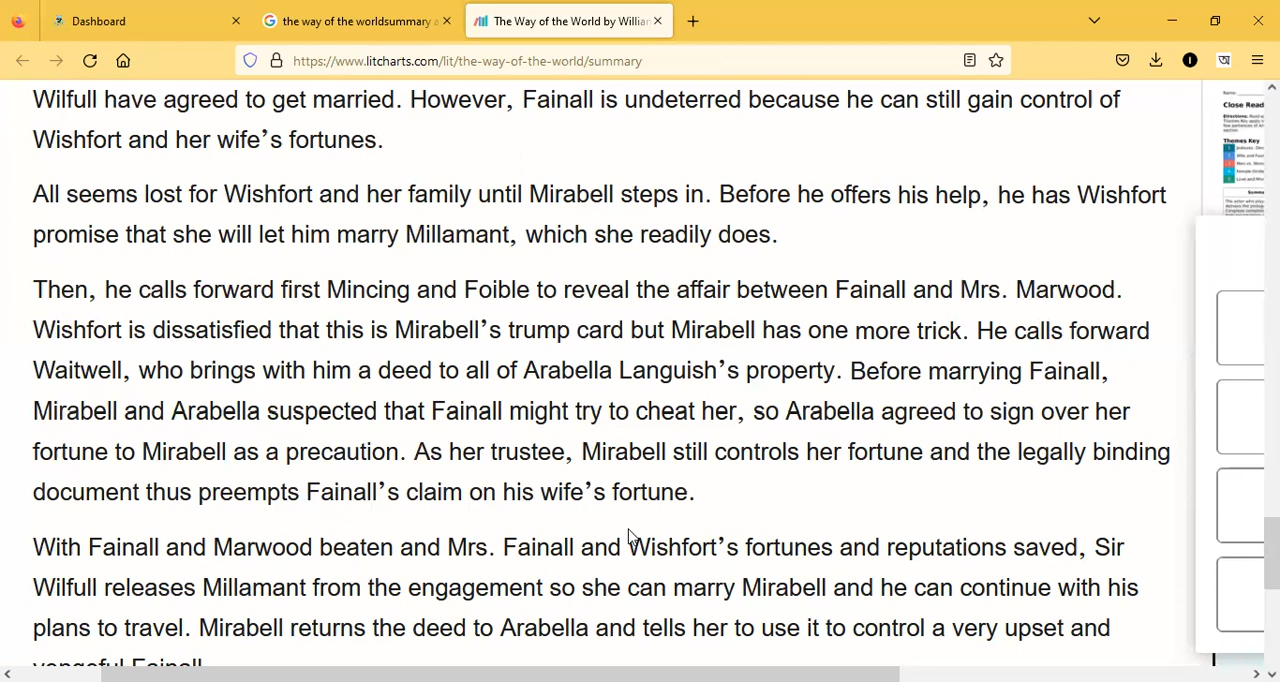 Dashboard
the way of the worldsummary a
The Way of the World by Willian
https://www.litcharts.com/lit/the-way-of-the-world/summary
Wilfull have agreed to get married. However, Fainall is undeterred because he can still gain control of
Wishfort and her wife’s fortunes.
All seems lost for Wishfort and her family until Mirabell steps in. Before he offers his help, he has Wishfort
promise that she will let him marry Millamant, which she readily does.
Then, he calls forward first Mincing and Foible to reveal the affair between Fainall and Mrs. Marwood.
Wishfort is dissatisfied that this is Mirabell’s trump card but Mirabell has one more trick. He calls forward
Waitwell, who brings with him a deed to all of Arabella Languish’s property. Before marrying Fainall,
Mirabell and Arabella suspected that Fainall might try to cheat her, so Arabella agreed to sign over her
fortune to Mirabell as a precaution. As her trustee, Mirabell still controls her fortune and the legally binding
document thus preempts Fainall’s claim on his wife’s fortune.
With Fainall and Marwood beaten and Mrs. Fainall and Wishfort’s fortunes and reputations saved, Sir
Wilfull releases Millamant from the engagement so she can marry Mirabell and he can continue with his
plans to travel. Mirabell returns the deed to Arabella and tells her to use it to control a very upset and
vengeful Fainall.
Name:
Close Read
Themes Key